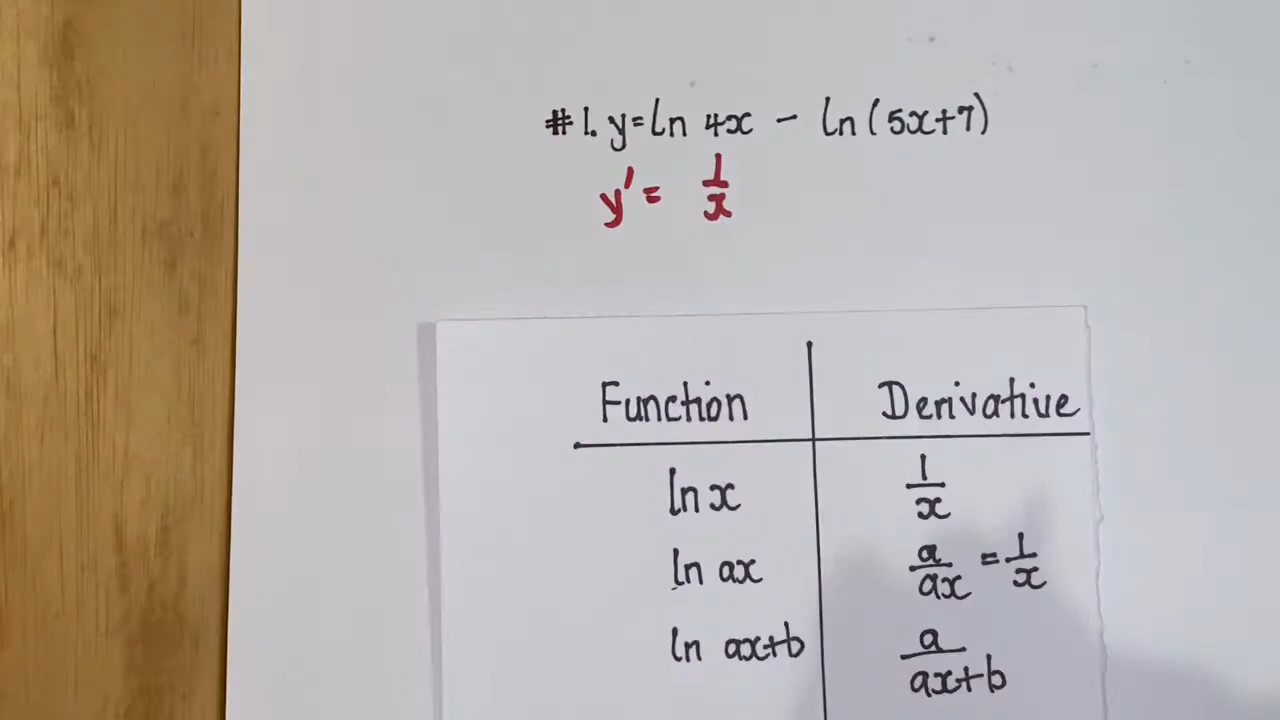 #1. y=ln 4x - ln(5x+7)
y' = 1/x
Function Derivative
ln x 1/x
ln ax a/ax = 1/x
ln ax+b a/ax+b